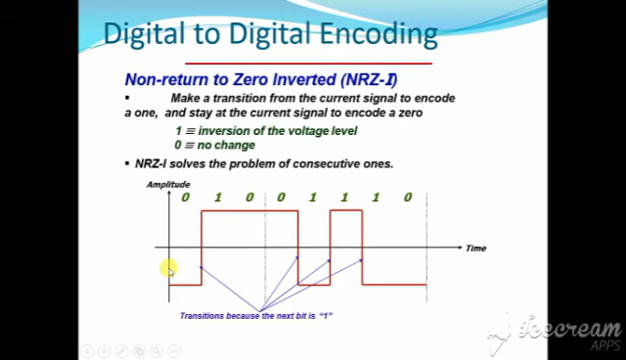 Digital to Digital Encoding
Non-return to Zero Inverted (NRZ-I)
▪ Make a transition from the current signal to encode
a one, and stay at the current signal to encode a zero
1 ≡ inversion of the voltage level
0 ≡ no change
▪ NRZ-I solves the problem of consecutive ones.
Amplitude
0 1 0 0 1 1 1 0
Time
Transitions because the next bit is "1"
Icecream
APPS